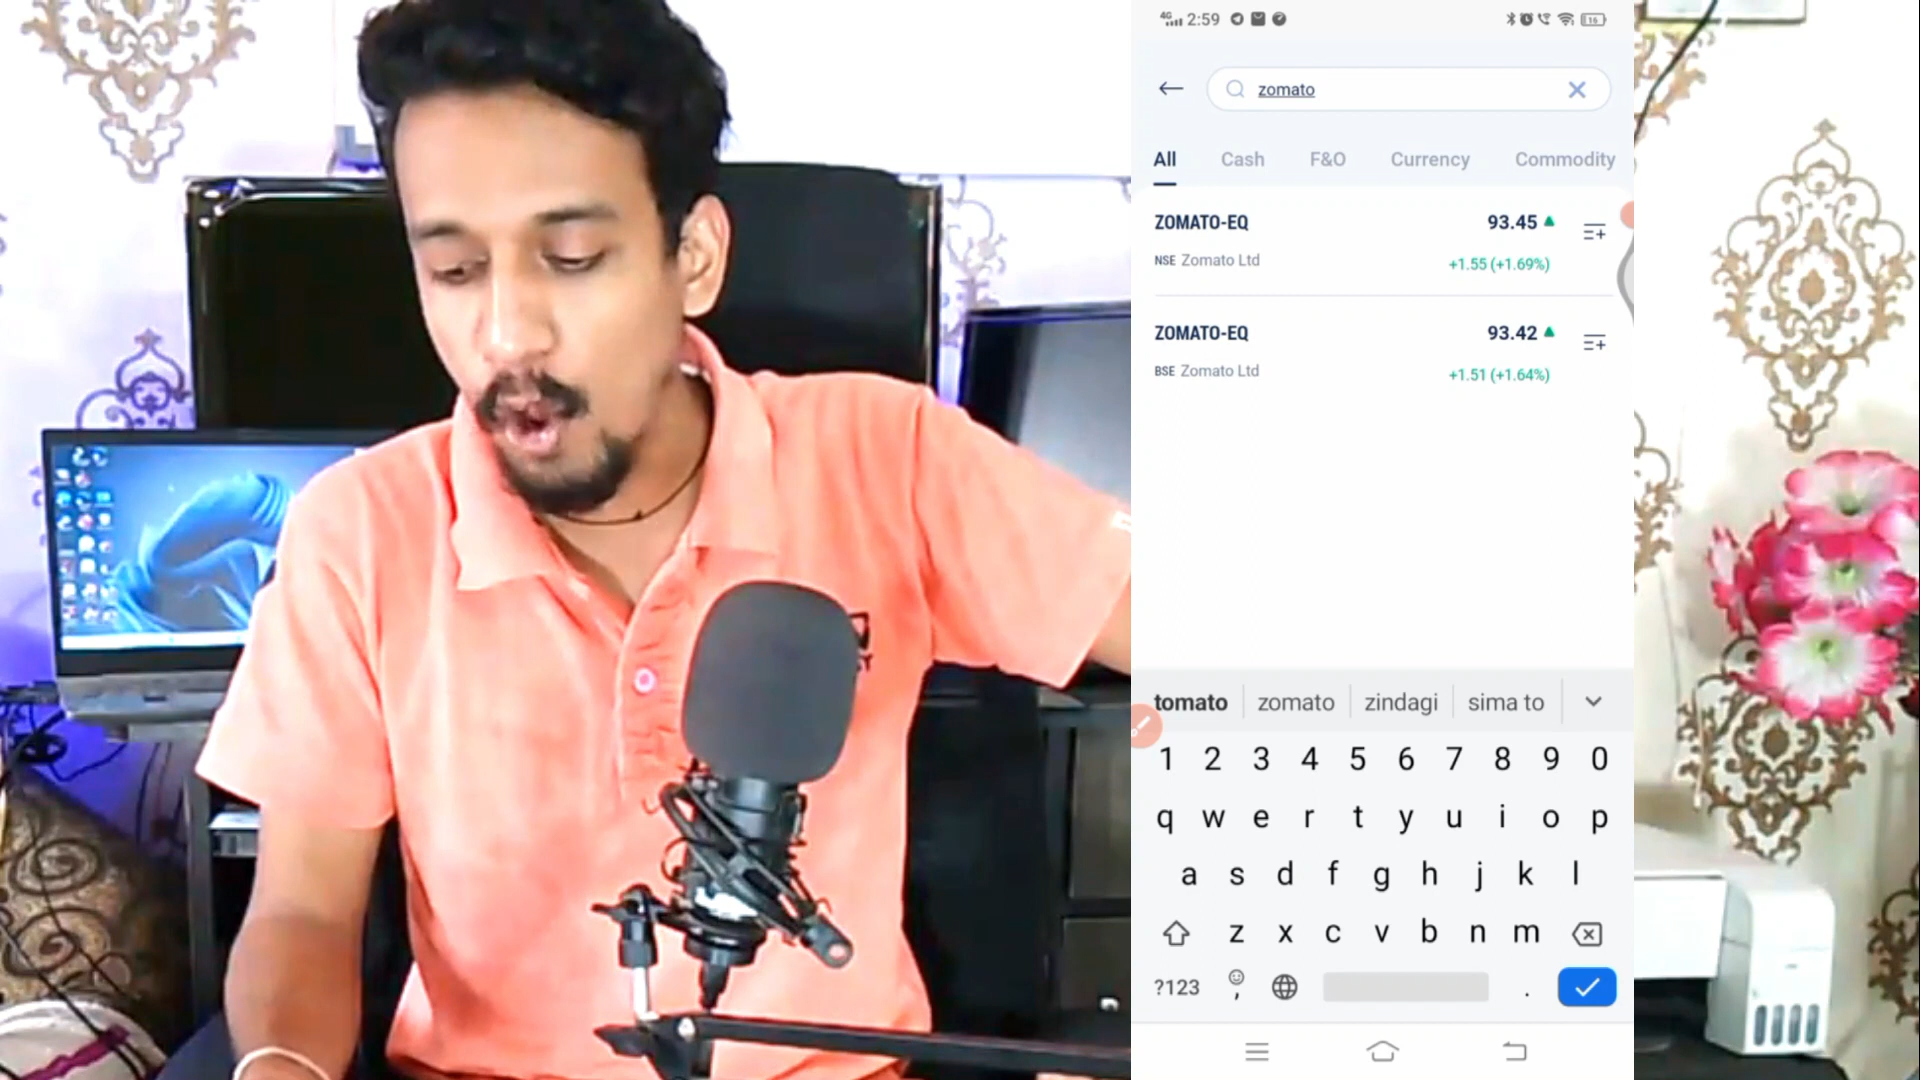 4G 2:59 16
zomato
All Cash F&O Currency Commodity
ZOMATO-EQ 93.45
NSE Zomato Ltd +1.55 (+1.69%)
ZOMATO-EQ 93.42
BSE Zomato Ltd +1.51 (+1.64%)
tomato zomato zindagi sima to
1 2 3 4 5 6 7 8 9 0
q w e r t y u i o p
a s d f g h j k l
z x c v b n m
?123 , .